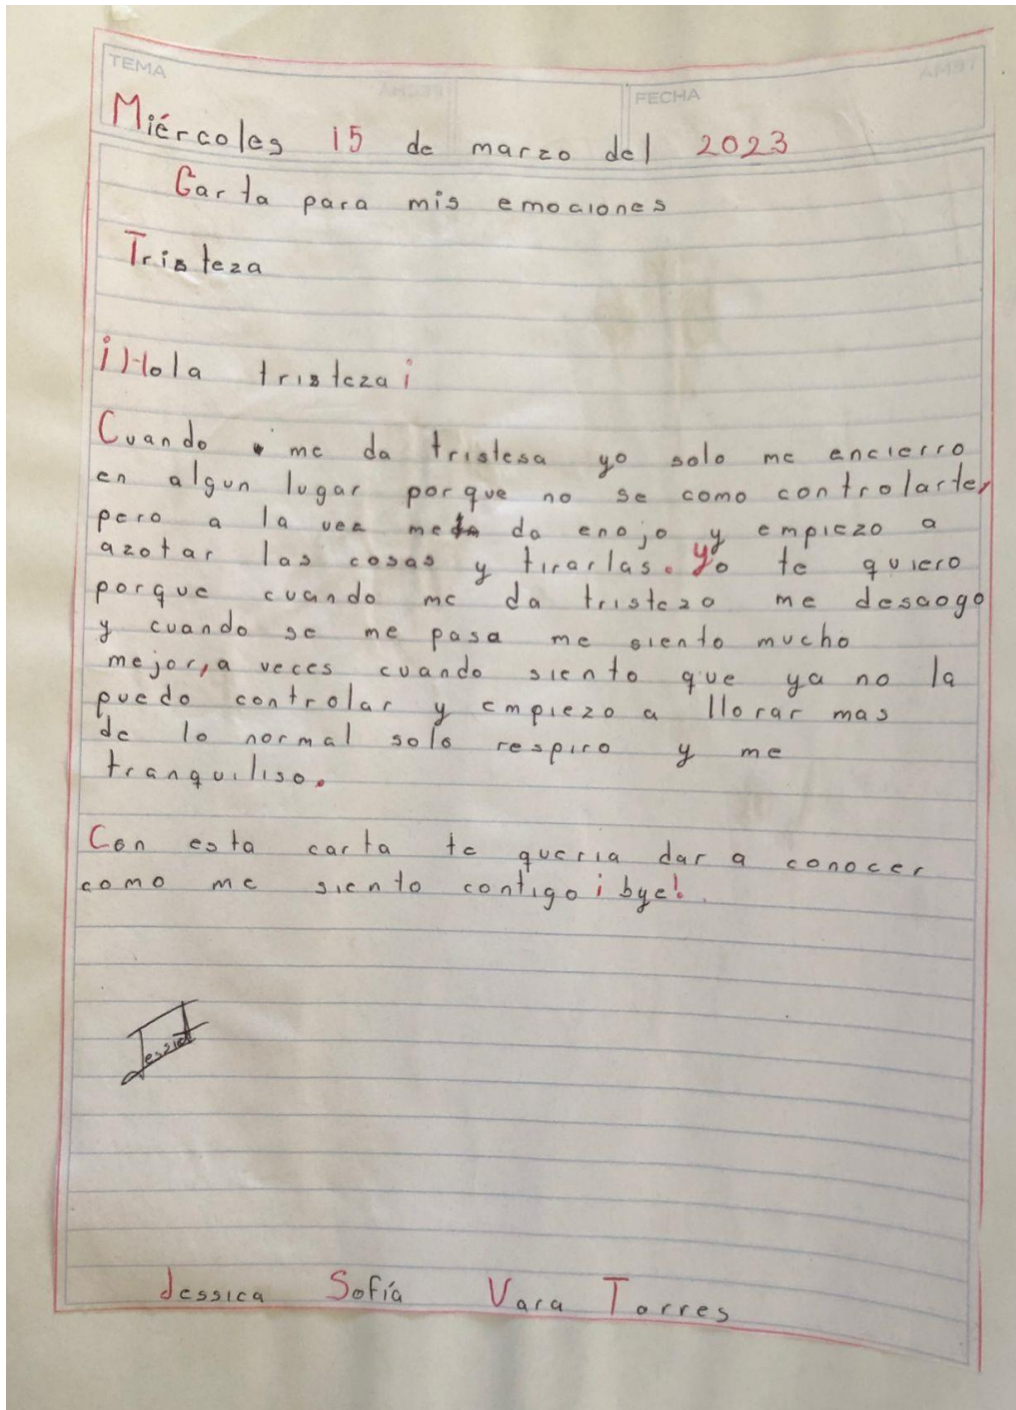 TEMA
FECHA
Miércoles 15 de marzo del 2023
Carta para mis emociones
Tristeza
¡Hola tristeza¡
Cuando me da tristesa yo solo me encierro
en algun lugar porque no se como controlarte,
pero a la vez me da enojo y empiezo a
azotar las cosas y tirarlas. Yo te quiero
porque cuando me da tristeza me desaogo
y cuando se me pasa me siento mucho
mejor, a veces cuando siento que ya no la
puedo controlar y empiezo a llorar mas
de lo normal solo respiro y me
tranquiliso.
Con esta carta te queria dar a conocer
como me siento contigo ¡bye!.
Jessica Sofía Vara Torres